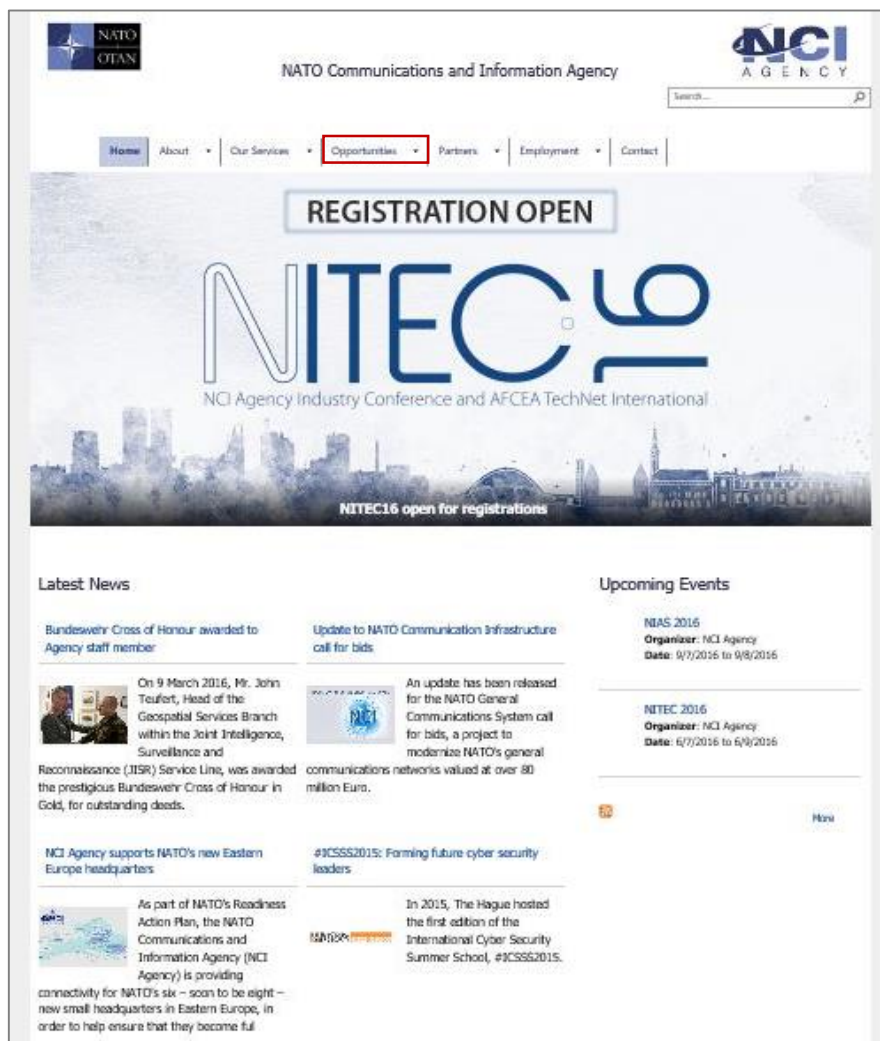 NATO
OTAN
NATO Communications and Information Agency
NCI
AGENCY
Search...
Home About Our Services Opportunities Partners Employment Contact
REGISTRATION OPEN
NITEC16
NCI Agency Industry Conference and AFCEA TechNet International
NITEC16 open for registrations
Latest News
Bundeswehr Cross of Honour awarded to
Agency staff member
On 9 March 2016, Mr. John
Teufert, Head of the
Geospatial Services Branch
within the Joint Intelligence,
Surveillance and
Reconnaissance (JISR) Service Line, was awarded
the prestigious Bundeswehr Cross of Honour in
Gold, for outstanding deeds.
Update to NATO Communication Infrastructure
call for bids
NCI
An update has been released
for the NATO General
Communications System call
for bids, a project to
modernize NATO's general
communications networks valued at over 80
million Euro.
NCI Agency supports NATO's new Eastern
Europe headquarters
As part of NATO's Readiness
Action Plan, the NATO
Communications and
Information Agency (NCI
Agency) is providing
connectivity for NATO's six – soon to be eight –
new small headquarters in Eastern Europe, in
order to help ensure that they become ful
#ICSSS2015: Forming future cyber security
leaders
In 2015, The Hague hosted
the first edition of the
International Cyber Security
Summer School, #ICSSS2015.
Upcoming Events
NIAS 2016
Organizer: NCI Agency
Date: 9/7/2016 to 9/8/2016
NITEC 2016
Organizer: NCI Agency
Date: 6/7/2016 to 6/9/2016
More